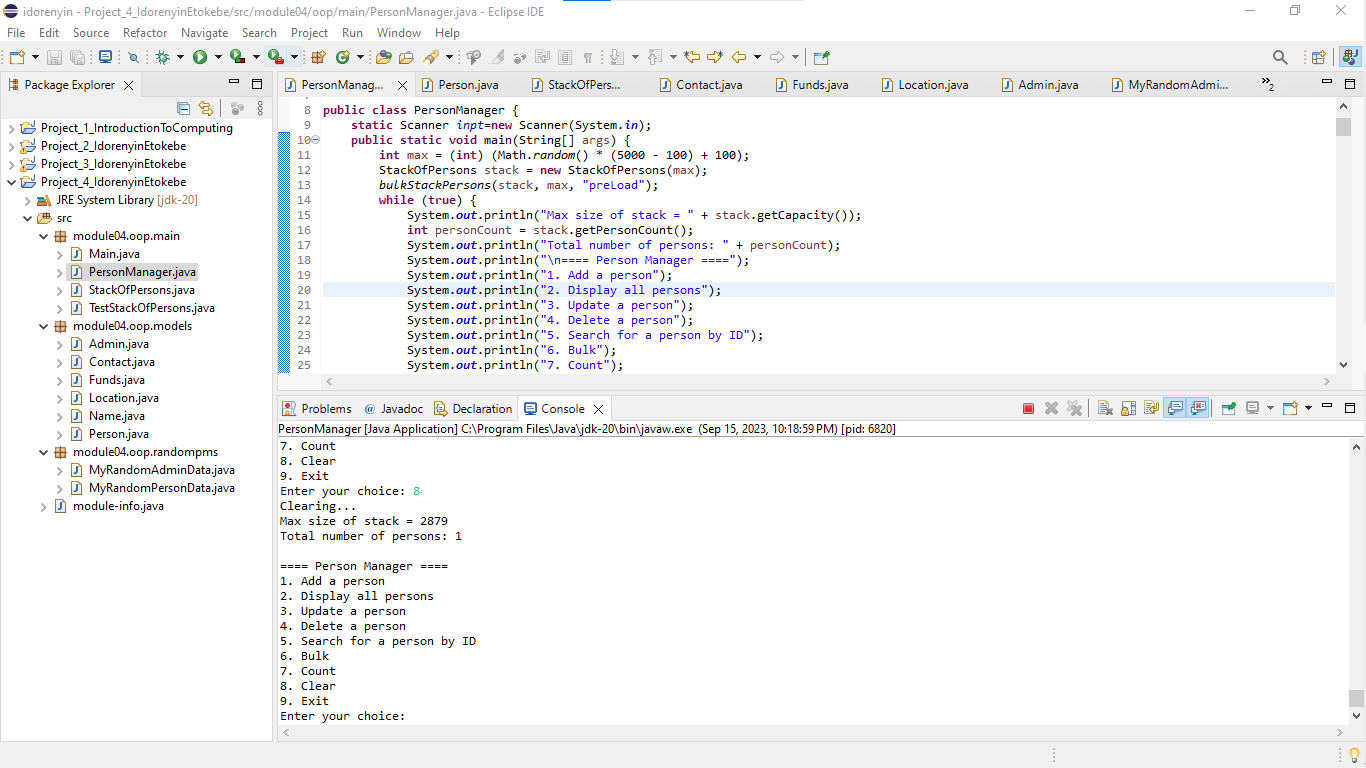 idorenyin - Project_4_IdorenyinEtokebe/src/module04/oop/main/PersonManager.java - Eclipse IDE
File Edit Source Refactor Navigate Search Project Run Window Help
Package Explorer
Project_1_IntroductionToComputing
Project_2_IdorenyinEtokebe
Project_3_IdorenyinEtokebe
Project_4_IdorenyinEtokebe
JRE System Library [jdk-20]
src
module04.oop.main
Main.java
PersonManager.java
StackOfPersons.java
TestStackOfPersons.java
module04.oop.models
Admin.java
Contact.java
Funds.java
Location.java
Name.java
Person.java
module04.oop.randompms
MyRandomAdminData.java
MyRandomPersonData.java
module-info.java
PersonManag... Person.java StackOfPers... Contact.java Funds.java Location.java Admin.java MyRandomAdmi... »2
8 public class PersonManager {
9 static Scanner inpt=new Scanner(System.in);
10 public static void main(String[] args) {
11 int max = (int) (Math.random() * (5000 - 100) + 100);
12 StackOfPersons stack = new StackOfPersons(max);
13 bulkStackPersons(stack, max, "preLoad");
14 while (true) {
15 System.out.println("Max size of stack = " + stack.getCapacity());
16 int personCount = stack.getPersonCount();
17 System.out.println("Total number of persons: " + personCount);
18 System.out.println("\n==== Person Manager ====");
19 System.out.println("1. Add a person");
20 System.out.println("2. Display all persons");
21 System.out.println("3. Update a person");
22 System.out.println("4. Delete a person");
23 System.out.println("5. Search for a person by ID");
24 System.out.println("6. Bulk");
25 System.out.println("7. Count");
Problems Javadoc Declaration Console
PersonManager [Java Application] C:\Program Files\Java\jdk-20\bin\javaw.exe (Sep 15, 2023, 10:18:59 PM) [pid: 6820]
7. Count
8. Clear
9. Exit
Enter your choice: 8
Clearing...
Max size of stack = 2879
Total number of persons: 1
==== Person Manager ====
1. Add a person
2. Display all persons
3. Update a person
4. Delete a person
5. Search for a person by ID
6. Bulk
7. Count
8. Clear
9. Exit
Enter your choice: